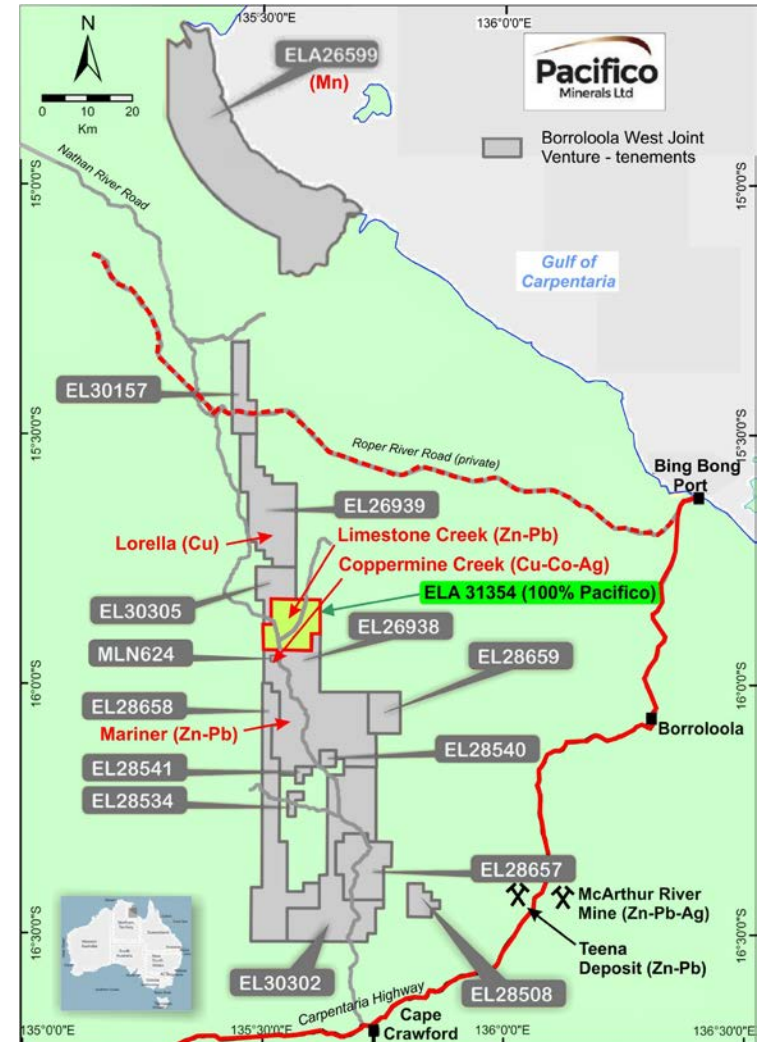 135°30'0"E
136°00'0"E
N
0 10 20
Km
ELA26599
(Mn)
Pacifico
Minerals Ltd
Borroloola West Joint
Venture - tenements
Nathan River Road
15°0'0"S
15°0'0"S
Gulf of
Carpentaria
EL30157
15°30'0"S
15°30'0"S
Roper River Road (private)
Bing Bong
Port
EL26939
Lorella (Cu)
Limestone Creek (Zn-Pb)
Coppermine Creek (Cu-Co-Ag)
EL30305
ELA 31354 (100% Pacifico)
EL26938
MLN624
EL28659
16°0'0"S
16°0'0"S
EL28658
Mariner (Zn-Pb)
Borroloola
EL28540
EL28541
EL28534
EL28657
McArthur River
Mine (Zn-Pb-Ag)
Teena
Deposit (Zn-Pb)
16°30'0"S
16°30'0"S
EL30302
EL28508
Carpentaria Highway
Cape
Crawford
135°00'0"E
135°30'0"E
136°00'0"E
136°30'0"E